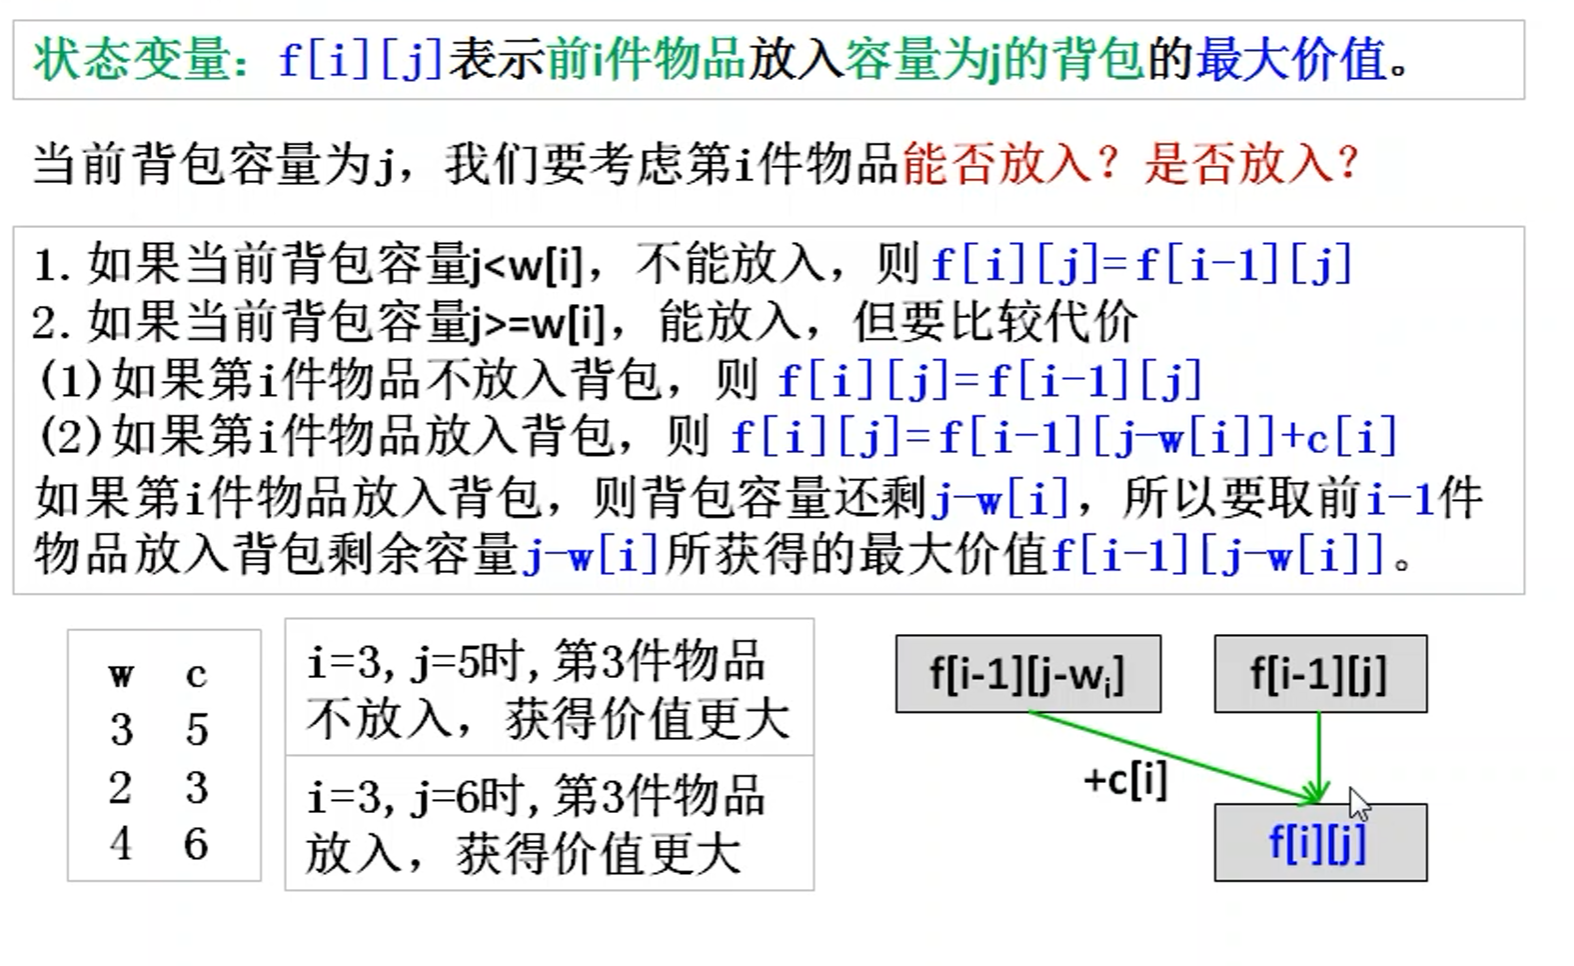 状态变量：f[i][j]表示前i件物品放入容量为j的背包的最大价值。
当前背包容量为j，我们要考虑第i件物品能否放入？是否放入？
1. 如果当前背包容量j<w[i]，不能放入，则 f[i][j]=f[i-1][j]
2. 如果当前背包容量j>=w[i]，能放入，但要比较代价
(1)如果第i件物品不放入背包，则 f[i][j]=f[i-1][j]
(2)如果第i件物品放入背包，则 f[i][j]=f[i-1][j-w[i]]+c[i]
如果第i件物品放入背包，则背包容量还剩j-w[i]，所以要取前i-1件
物品放入背包剩余容量j-w[i]所获得的最大价值f[i-1][j-w[i]]。
w c
3 5
2 3
4 6
i=3, j=5时, 第3件物品
不放入，获得价值更大
i=3, j=6时, 第3件物品
放入，获得价值更大
f[i-1][j-wi]
f[i-1][j]
+c[i]
f[i][j]